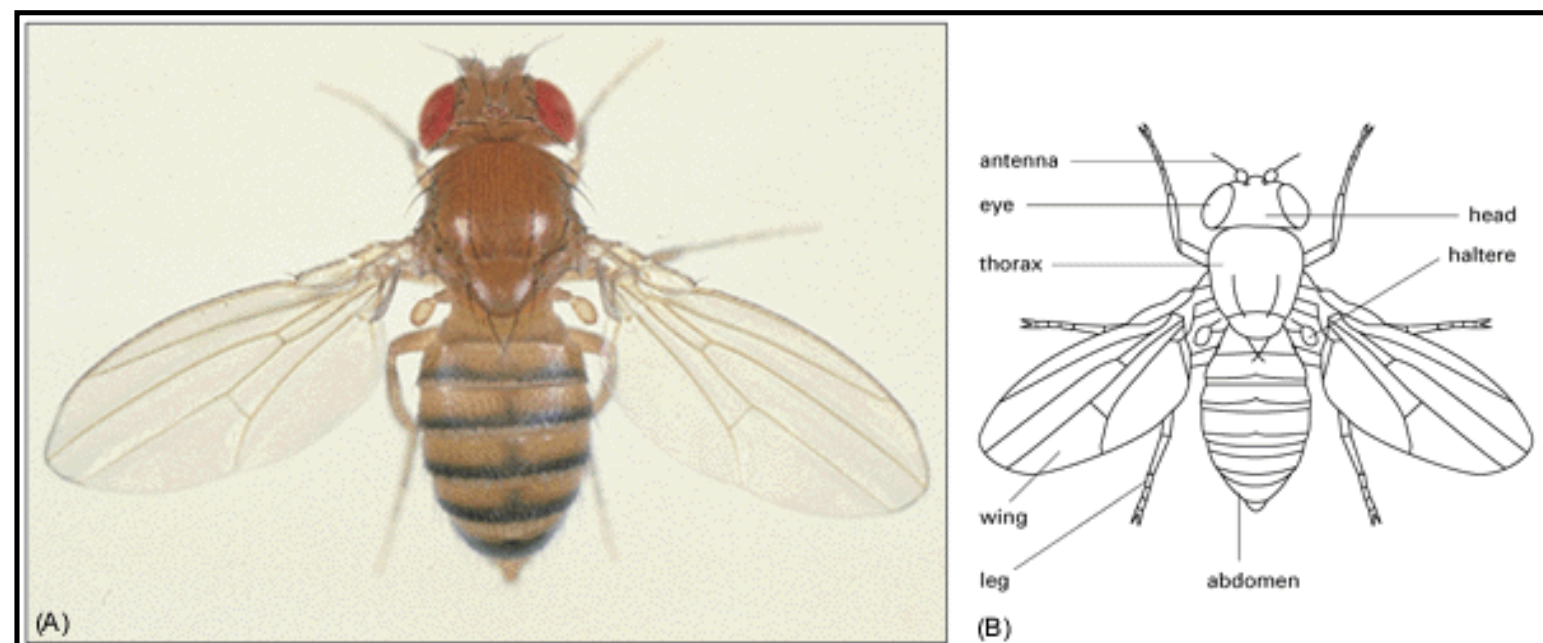 antenna
eye
head
haltere
thorax
wing
leg
abdomen
(A)
(B)